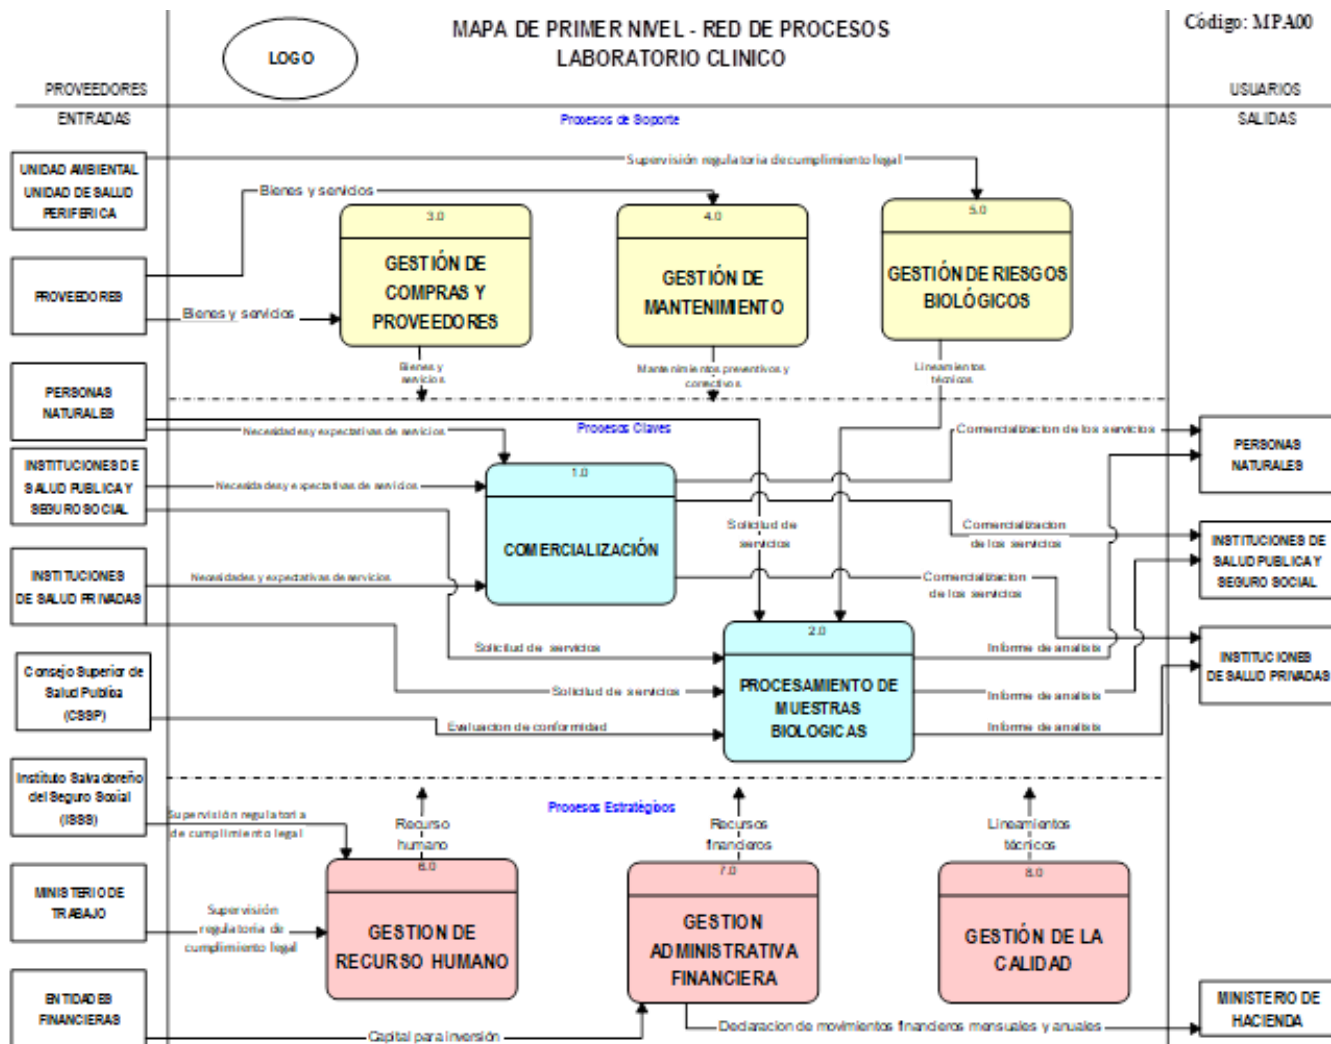 MAPA DE PRIMER NIVEL - RED DE PROCESOS
LABORATORIO CLINICO
Código: MPA00
LOGO
PROVEEDORES
USUARIOS
ENTRADAS
SALIDAS
Procesos de Soporte
UNIDAD AMBIENTAL
UNIDAD DE SALUD
PERIFERICA
Supervisión regulatoria de cumplimiento legal
Bienes y servicios
PROVEEDORES
Bienes y servicios
3.0
GESTIÓN DE
COMPRAS Y
PROVEEDORES
4.0
GESTIÓN DE
MANTENIMIENTO
5.0
GESTIÓN DE RIESGOS
BIOLÓGICOS
Bienes y
servicios
Mantenimientos preventivos y
correctivos
Lineamientos
técnicos
PERSONAS
NATURALES
Procesos Claves
Necesidades y expectativas de servicios
INSTITUCIONES DE
SALUD PUBLICA Y
SEGURO SOCIAL
Necesidades y expectativas de servicios
INSTITUCIONES
DE SALUD PRIVADAS
Necesidades y expectativas de servicios
1.0
COMERCIALIZACIÓN
Solicitud de
servicios
Comercializacion de los servicios
Comercializacion
de los servicios
Comercializacion
de los servicios
PERSONAS
NATURALES
INSTITUCIONES DE
SALUD PUBLICA Y
SEGURO SOCIAL
INSTITUCIONES
DE SALUD PRIVADAS
Consejo Superior de
Salud Publica
(CSSP)
Solicitud de servicios
Solicitud de servicios
Evaluacion de conformidad
2.0
PROCESAMIENTO DE
MUESTRAS
BIOLOGICAS
Informe de analisis
Informe de analisis
Informe de analisis
Procesos Estratégicos
Instituto Salvadoreño
del Seguro Social
(ISSS)
Supervisión regulatoria
de cumplimiento legal
Recurso
humano
Recursos
financieros
Lineamientos
técnicos
MINISTERIO DE
TRABAJO
Supervisión
regulatoria de
cumplimiento legal
6.0
GESTION DE
RECURSO HUMANO
7.0
GESTION
ADMINISTRATIVA
FINANCIERA
8.0
GESTIÓN DE LA
CALIDAD
ENTIDADES
FINANCIERAS
Capital para inversión
Declaracion de movimientos financieros mensuales y anuales
MINISTERIO DE
HACIENDA